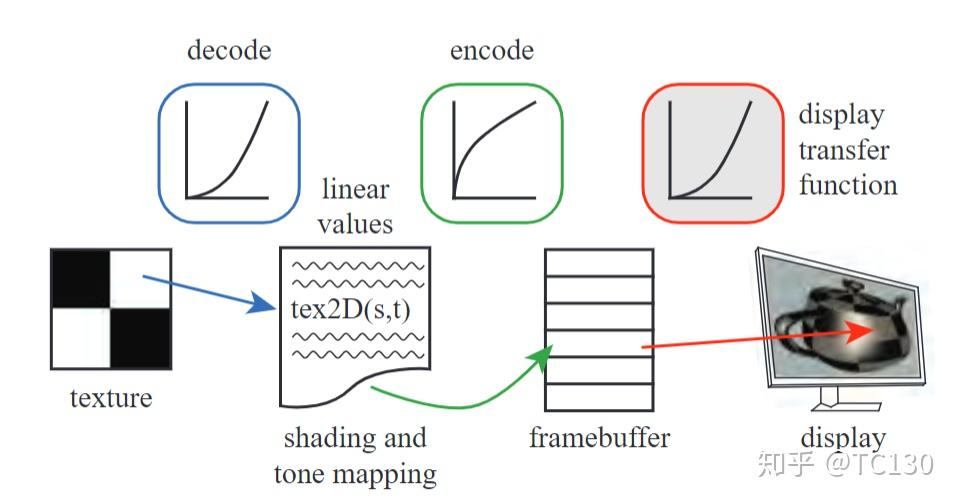 decode
encode
display
transfer
function
linear
values
tex2D(s,t)
texture
shading and
tone mapping
framebuffer
display
知乎 @TC130